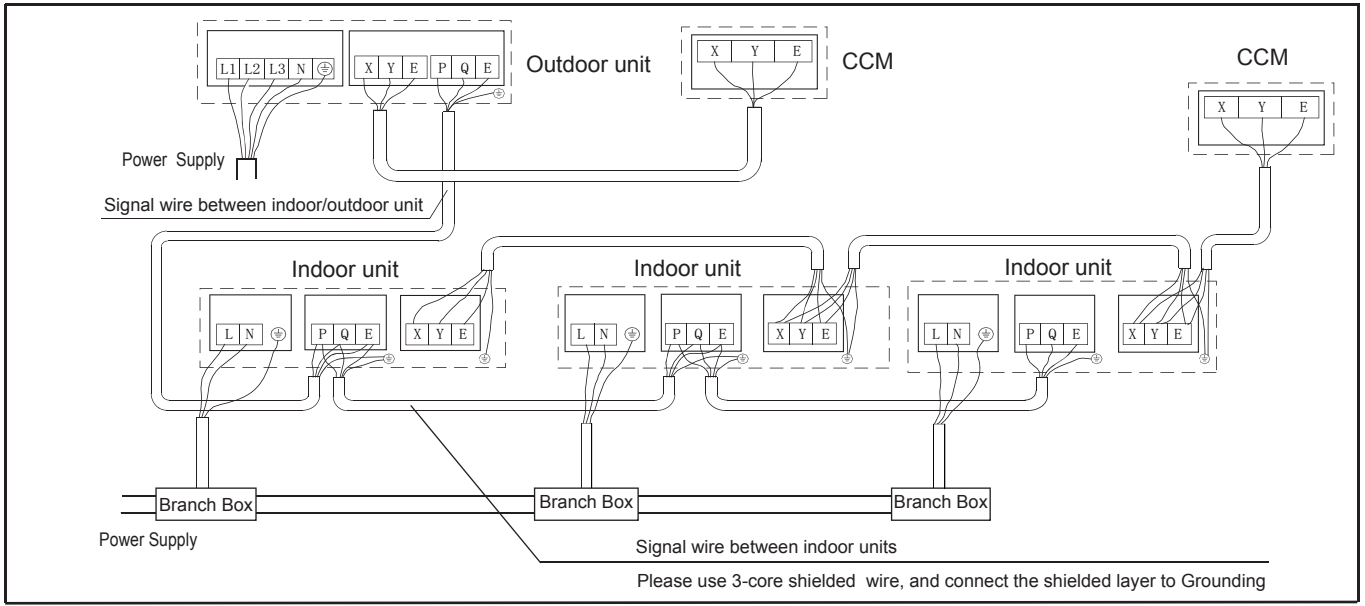 L1 L2 L3 N
X Y E
P Q E
Outdoor unit
X Y E
CCM
CCM
X Y E
Power Supply
Signal wire between indoor/outdoor unit
Indoor unit
Indoor unit
Indoor unit
L N
P Q E
X Y E
L N
P Q E
X Y E
L N
P Q E
X Y E
Branch Box
Branch Box
Branch Box
Power Supply
Signal wire between indoor units
Please use 3-core shielded wire, and connect the shielded layer to Grounding